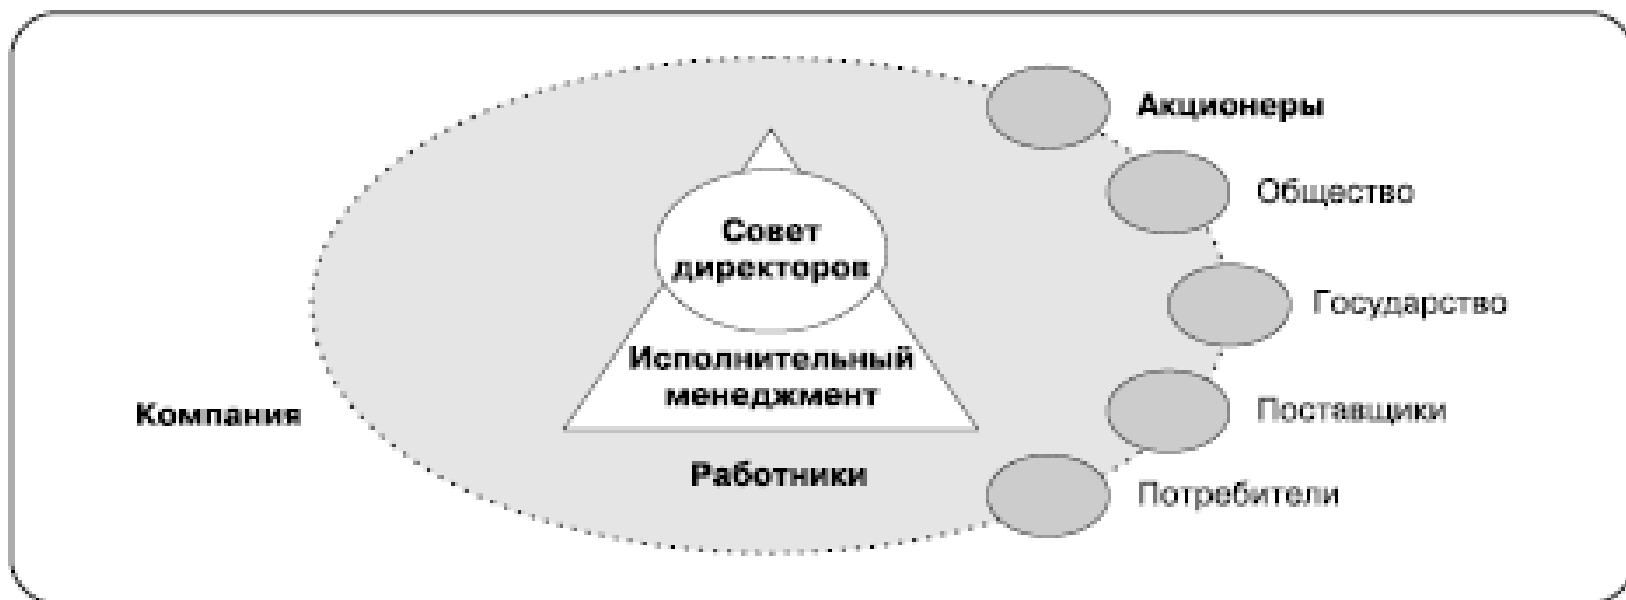 Акционеры
Общество
Совет
директоров
Государство
Исполнительный
менеджмент
Компания
Поставщики
Работники
Потребители